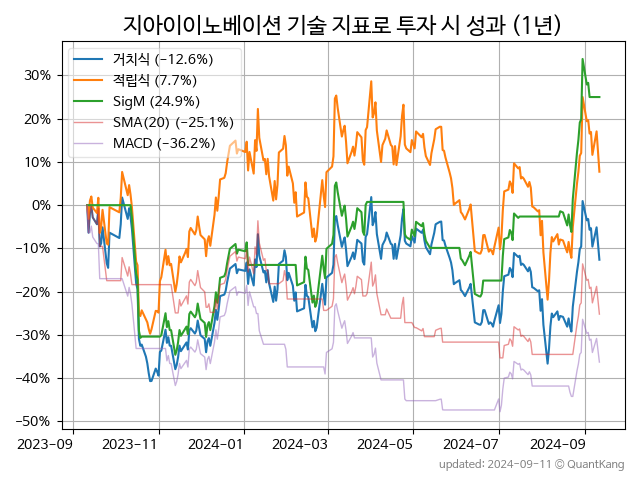 지아이이노베이션 기술 지표로 투자 시 성과 (1년)
거치식 (−12.6%)
적립식 (7.7%)
SigM (24.9%)
SMA(20) (−25.1%)
MACD (−36.2%)
30%
20%
10%
0%
−10%
−20%
−30%
−40%
−50%
2023-09 2023-11 2024-01 2024-03 2024-05 2024-07 2024-09
updated: 2024-09-11 © QuantKang